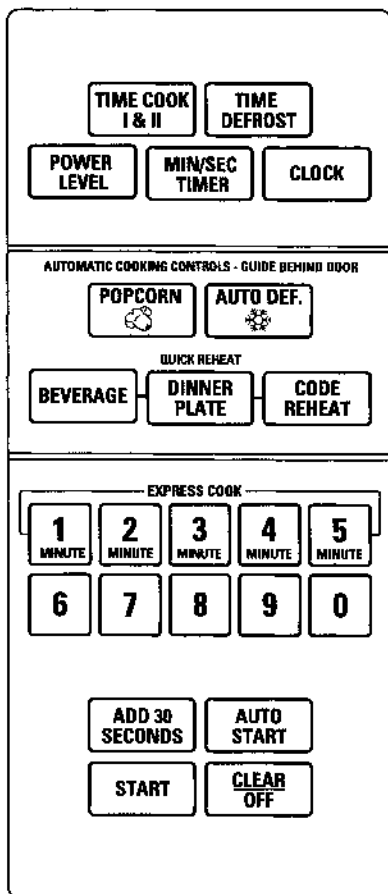 TIME COOK
I & II
TIME
DEFROST
POWER
LEVEL
MIN/SEC
TIMER
CLOCK
AUTOMATIC COOKING CONTROLS - GUIDE BEHIND DOOR
POPCORN
AUTO DEF.
QUICK REHEAT
BEVERAGE
DINNER
PLATE
CODE
REHEAT
EXPRESS COOK
1
MINUTE
2
MINUTE
3
MINUTE
4
MINUTE
5
MINUTE
6
7
8
9
0
ADD 30
SECONDS
AUTO
START
START
CLEAR
OFF